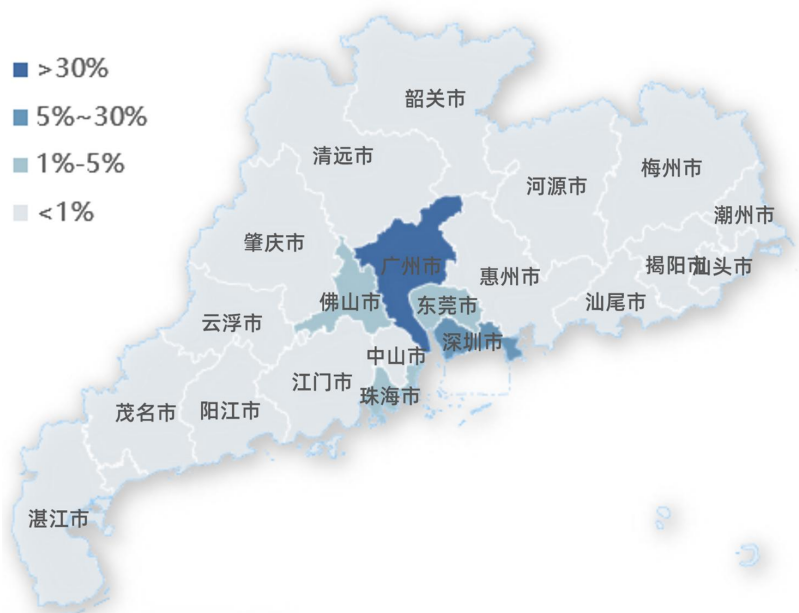 >30%
5%~30%
1%-5%
<1%
韶关市
清远市
河源市
梅州市
潮州市
肇庆市
广州市
惠州市
揭阳市
汕头市
佛山市
东莞市
汕尾市
云浮市
深圳市
中山市
江门市
珠海市
茂名市
阳江市
湛江市